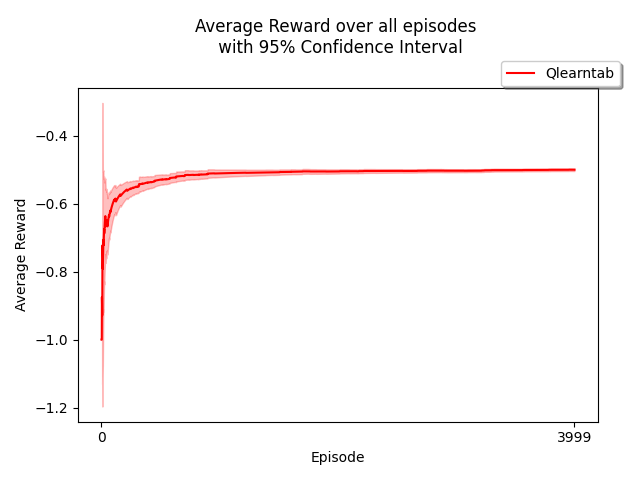 Average Reward over all episodes
with 95% Confidence Interval
Qlearntab
−0.4
−0.6
−0.8
−1.0
−1.2
Average Reward
0
3999
Episode